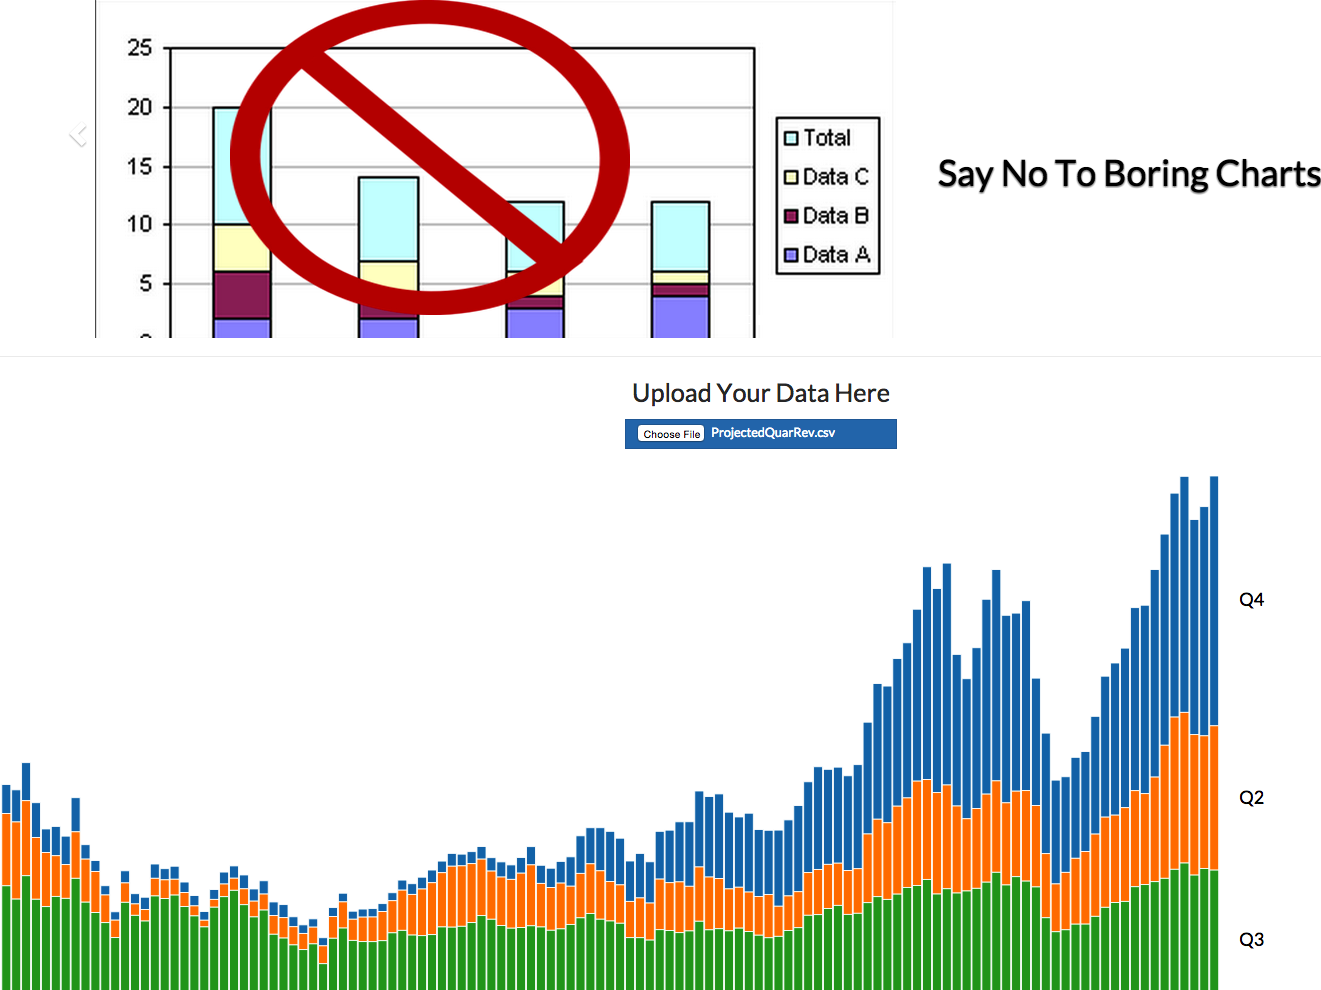 25
20
15
10
5
Total
Data C
Data B
Data A
Say No To Boring Charts
Upload Your Data Here
Choose File ProjectedQuarRev.csv
Q4
Q2
Q3